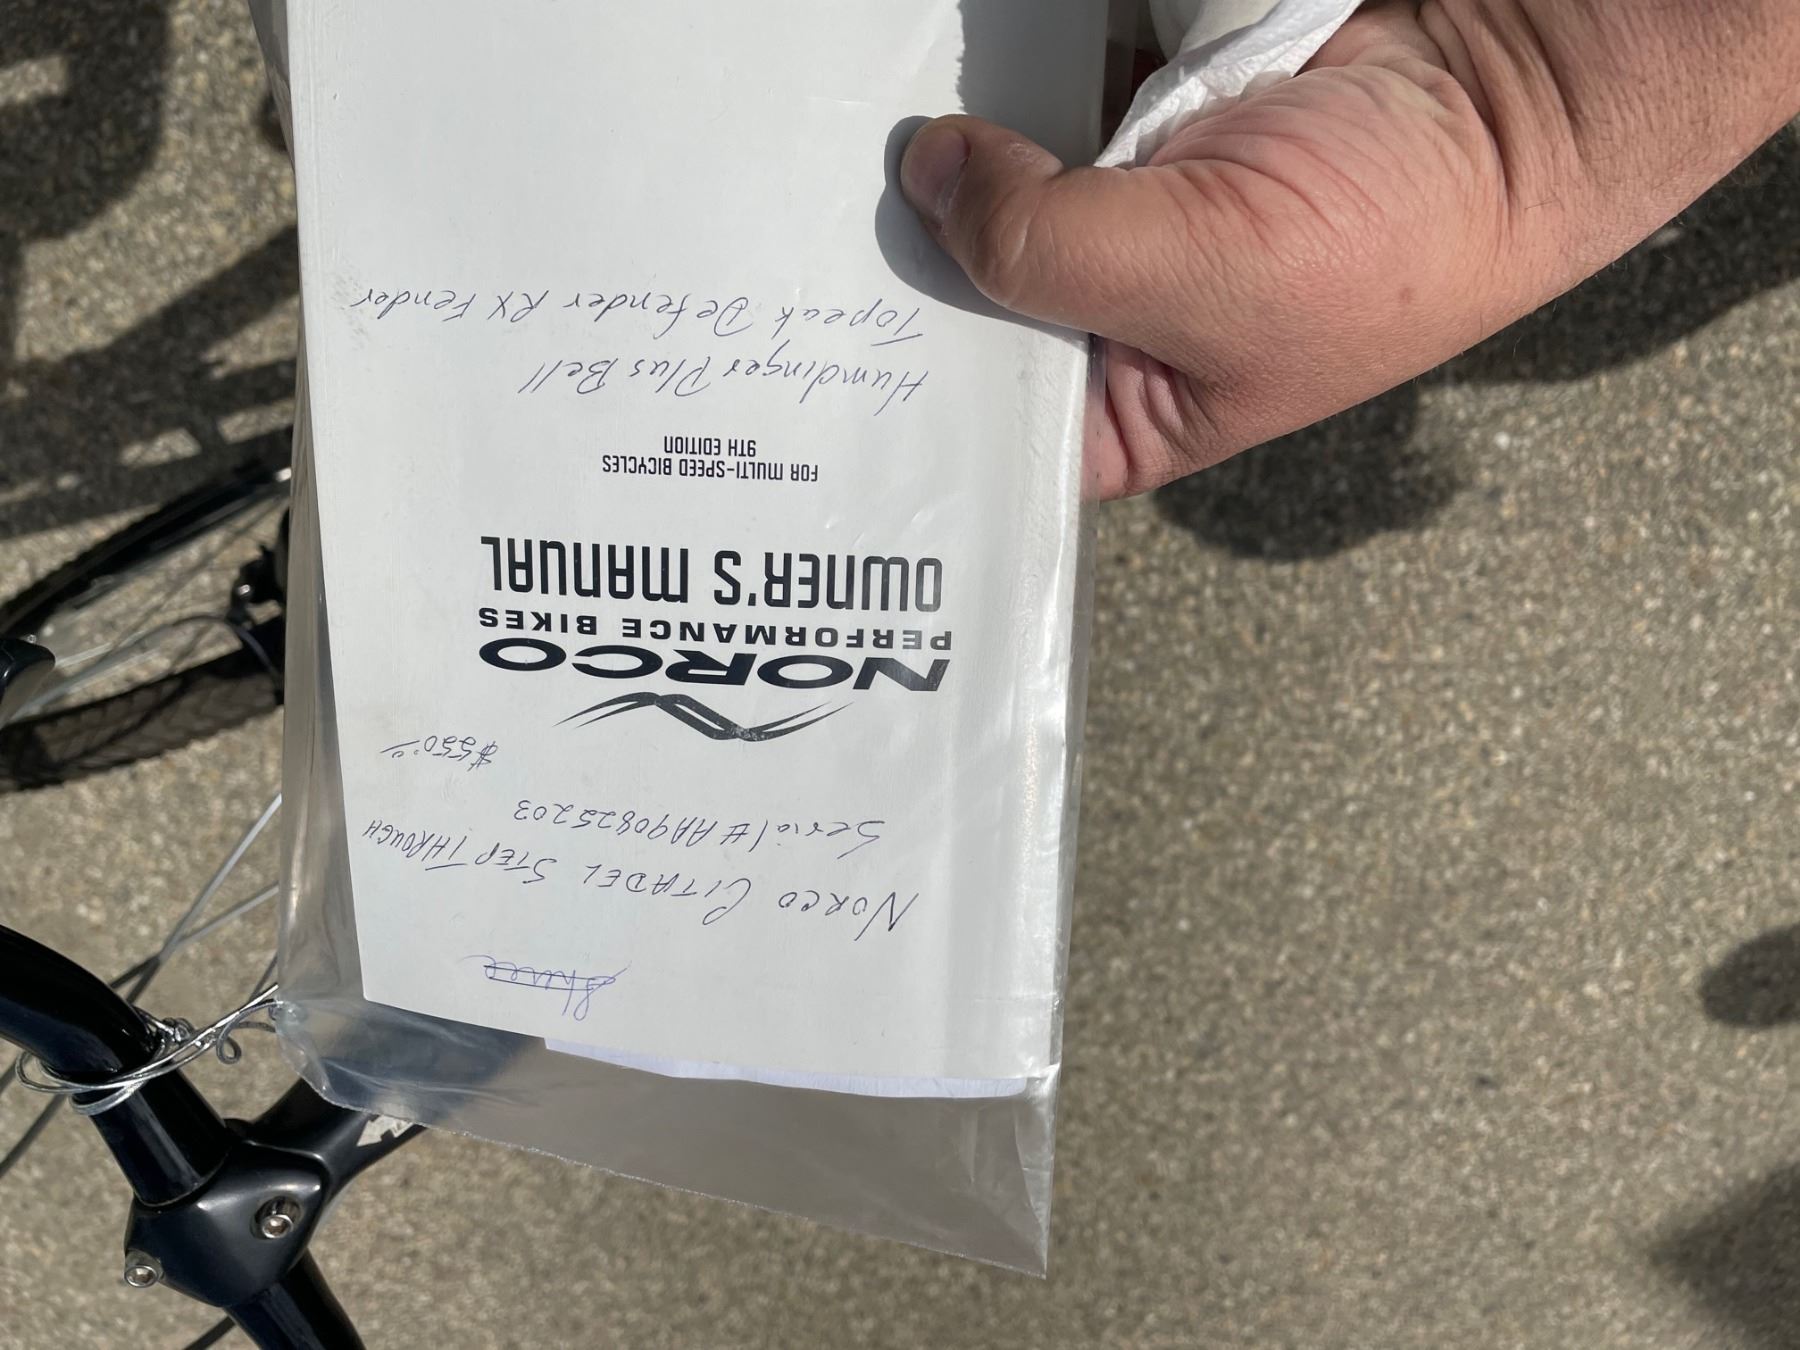 NORCO CITADEL STEP THROUGH
Serial# AA90825203
$550.00
NORCO
PERFORMANCE BIKES
OWNER'S MANUAL
FOR MULTI-SPEED BICYCLES
9TH EDITION
Humdinger Plus Bell
Topeak Defender RX Fender